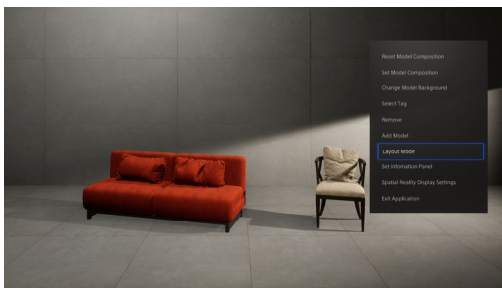 Reset Model Composition
Set Model Composition
Change Model Background
Select Tag
Remove
Add Model
Layout Mode
Set Infomation Panel
Spatial Reality Display Settings
Exit Application